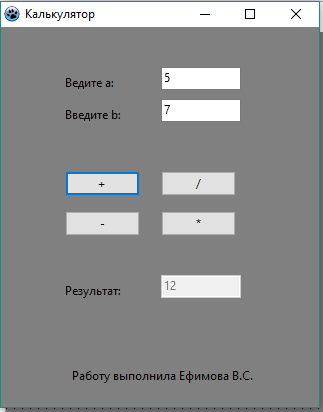 Калькулятор
Ведите a: 5
Введите b: 7
+ /
- *
Результат: 12
Работу выполнила Ефимова В.С.